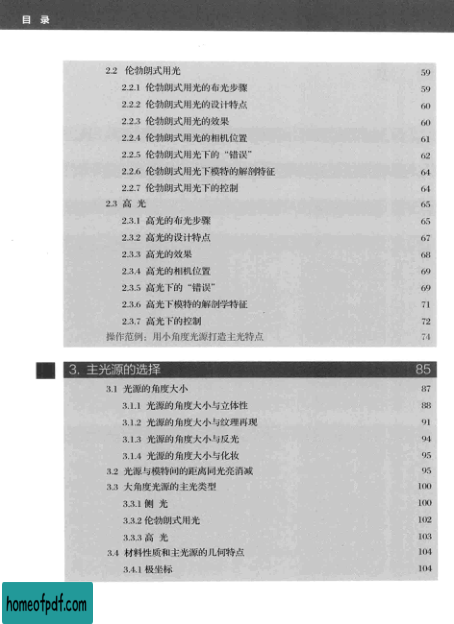 目 录
2.2 伦勃朗式用光 59
2.2.1 伦勃朗式用光的布光步骤 59
2.2.2 伦勃朗式用光的设计特点 60
2.2.3 伦勃朗式用光的效果 60
2.2.4 伦勃朗式用光的相机位置 61
2.2.5 伦勃朗式用光下的“错误” 62
2.2.6 伦勃朗式用光下模特的解剖特征 64
2.2.7 伦勃朗式用光下的控制 64
2.3 高 光 65
2.3.1 高光的布光步骤 65
2.3.2 高光的设计特点 67
2.3.3 高光的效果 68
2.3.4 高光的相机位置 69
2.3.5 高光下的“错误” 69
2.3.6 高光下模特的解剖学特征 71
2.3.7 高光下的控制 72
操作范例：用小角度光源打造主光特点 74
3. 主光源的选择 85
3.1 光源的角度大小 87
3.1.1 光源的角度大小与立体性 88
3.1.2 光源的角度大小与纹理再现 91
3.1.3 光源的角度大小与反光 94
3.1.4 光源的角度大小与化妆 95
3.2 光源与模特间的距离同光亮消减 95
3.3 大角度光源的主光类型 100
3.3.1 侧 光 100
3.3.2 伦勃朗式用光 102
3.3.3 高 光 103
3.4 材料性质和主光源的几何特点 104
3.4.1 极坐标 104
homeofpdf.com